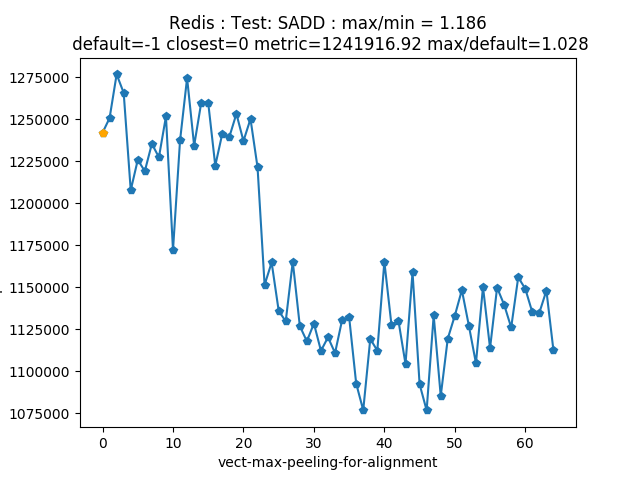 Redis : Test: SADD : max/min = 1.186
default=-1 closest=0 metric=1241916.92 max/default=1.028
1275000
1250000
1225000
1200000
1175000
1150000
1125000
1100000
1075000
0 10 20 30 40 50 60
vect-max-peeling-for-alignment